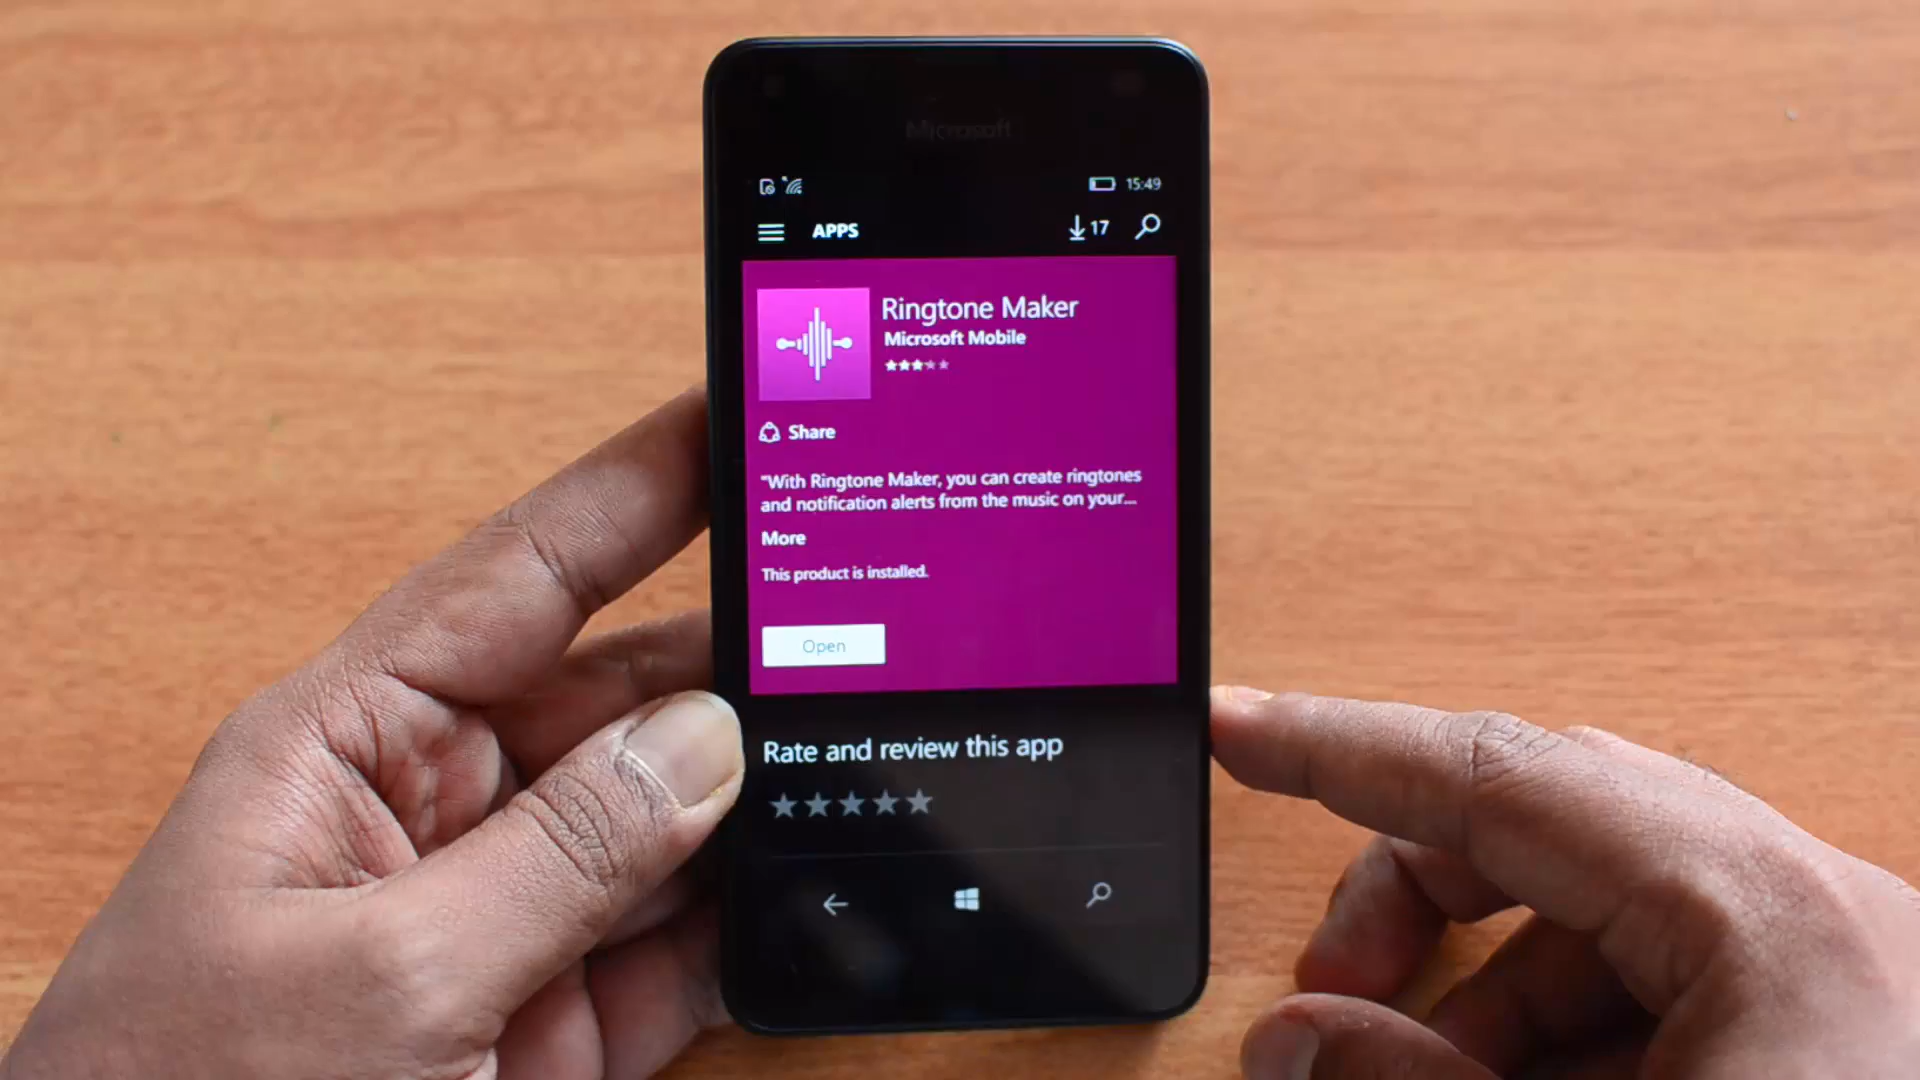 Microsoft
15:49
APPS
17
Ringtone Maker
Microsoft Mobile
Share
"With Ringtone Maker, you can create ringtones
and notification alerts from the music on your...
More
This product is installed.
Open
Rate and review this app